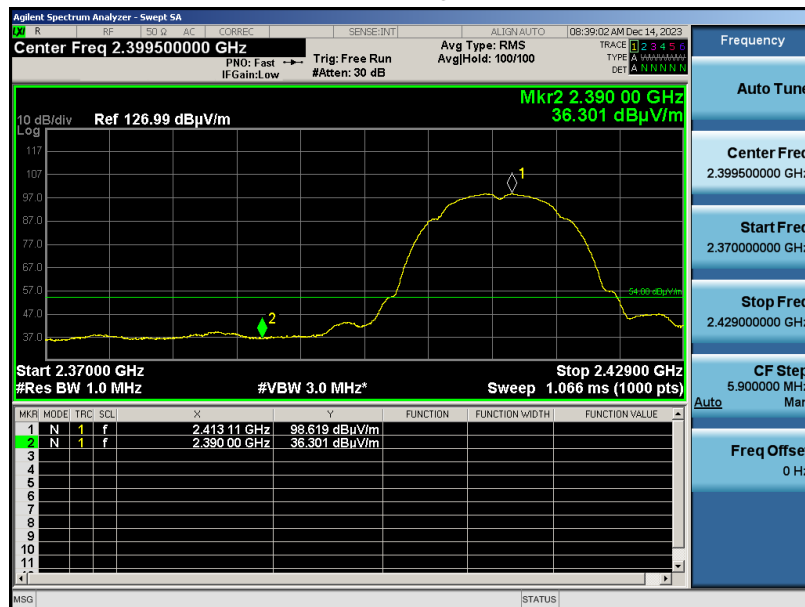 Agilent Spectrum Analyzer - Swept SA
LXI R RF 50 Ω AC CORREC SENSE:INT ALIGN AUTO 08:39:02 AM Dec 14, 2023
Center Freq 2.399500000 GHz
PNO: Fast
IFGain:Low
Trig: Free Run
#Atten: 30 dB
Avg Type: RMS
Avg|Hold: 100/100
TRACE 1 2 3 4 5 6
TYPE A
DET A N N N N N
Mkr2 2.390 00 GHz
36.301 dBµV/m
10 dB/div
Log
Ref 126.99 dBµV/m
117
107
97.0
87.0
77.0
67.0
57.0
47.0
37.0
1
2
54.00 dBµV/m
Start 2.37000 GHz
Stop 2.42900 GHz
#Res BW 1.0 MHz
#VBW 3.0 MHz*
Sweep 1.066 ms (1000 pts)
MKR MODE TRC SCL X Y FUNCTION FUNCTION WIDTH FUNCTION VALUE
1 N 1 f 2.413 11 GHz 98.619 dBµV/m
2 N 1 f 2.390 00 GHz 36.301 dBµV/m
3
4
5
6
7
8
9
10
11
MSG
STATUS
Frequency
Auto Tune
Center Freq
2.399500000 GHz
Start Freq
2.370000000 GHz
Stop Freq
2.429000000 GHz
CF Step
5.900000 MHz
Auto Man
Freq Offset
0 Hz